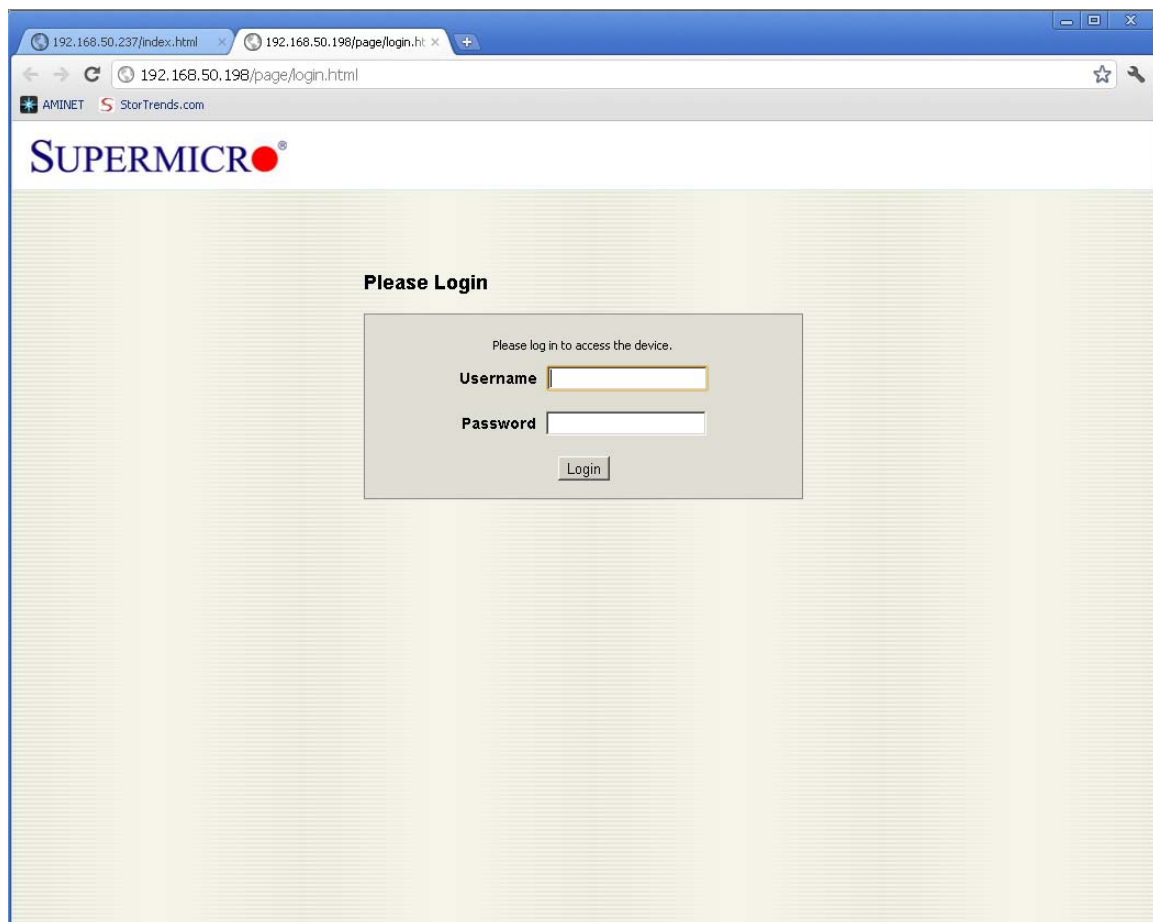 192.168.50.237/index.html
192.168.50.198/page/login.ht
192.168.50.198/page/login.html
AMINET
StorTrends.com
SUPERMICRO®
Please Login
Please log in to access the device.
Username
Password
Login